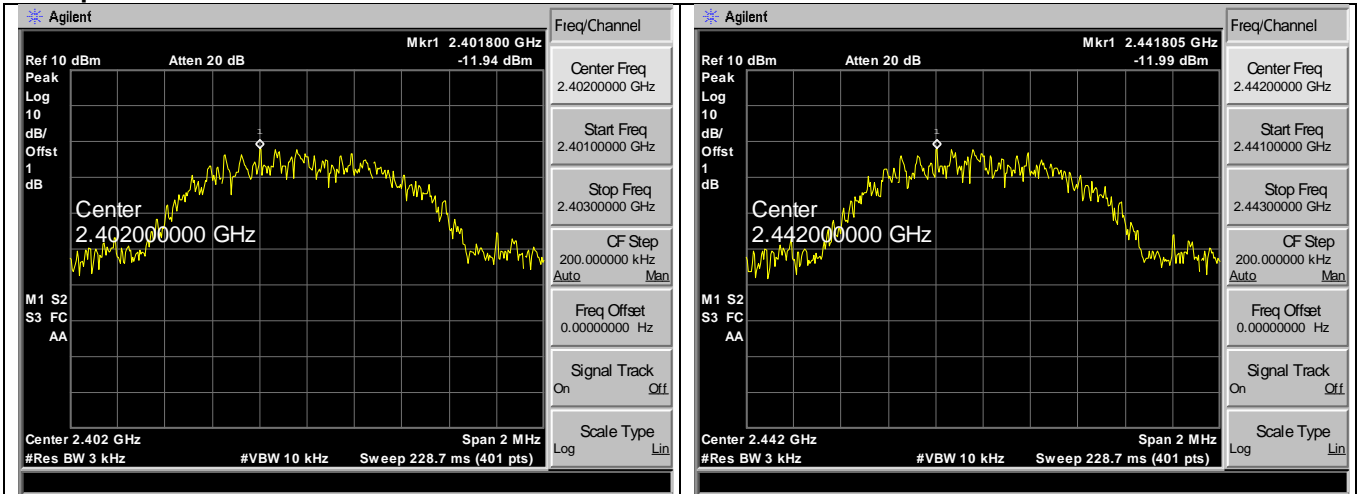 Agilent
Freq/Channel
Mkr1 2.401800 GHz
Ref 10 dBm Atten 20 dB -11.94 dBm
Peak
Log
10
dB/
Offst
1
dB
1
Center
2.402000000 GHz
M1 S2
S3 FC
AA
Center 2.402 GHz Span 2 MHz
#Res BW 3 kHz #VBW 10 kHz Sweep 228.7 ms (401 pts)
Center Freq
2.40200000 GHz
Start Freq
2.40100000 GHz
Stop Freq
2.40300000 GHz
CF Step
200.000000 kHz
Auto Man
Freq Offset
0.00000000 Hz
Signal Track
On Off
Scale Type
Log Lin
Agilent
Freq/Channel
Mkr1 2.441805 GHz
Ref 10 dBm Atten 20 dB -11.99 dBm
Peak
Log
10
dB/
Offst
1
dB
1
Center
2.442000000 GHz
M1 S2
S3 FC
AA
Center 2.442 GHz Span 2 MHz
#Res BW 3 kHz #VBW 10 kHz Sweep 228.7 ms (401 pts)
Center Freq
2.44200000 GHz
Start Freq
2.44100000 GHz
Stop Freq
2.44300000 GHz
CF Step
200.000000 kHz
Auto Man
Freq Offset
0.00000000 Hz
Signal Track
On Off
Scale Type
Log Lin